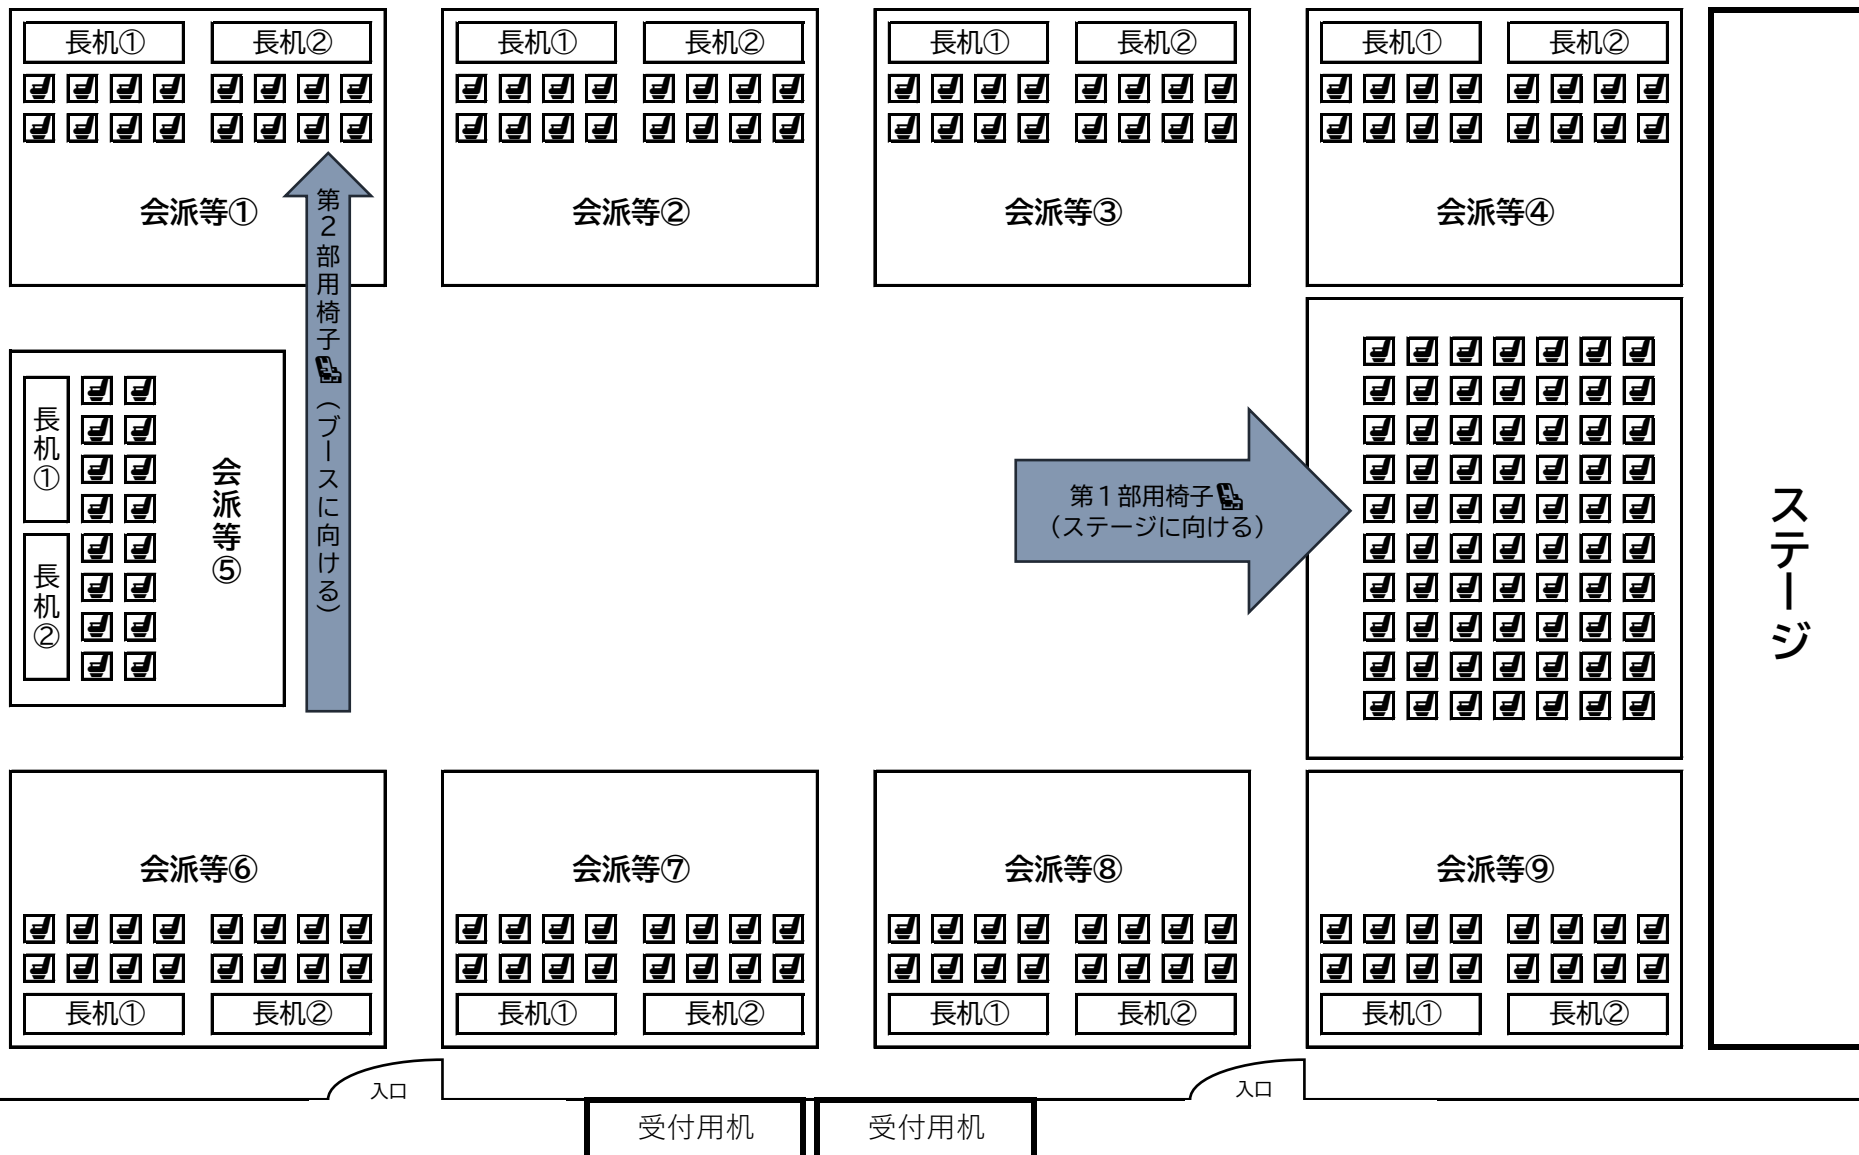 長机①
長机②
長机①
長机②
長机①
長机②
長机①
長机②
会派等①
会派等②
会派等③
会派等④
第2部用椅子（ブースに向ける）
長机①
長机②
会派等⑤
第1部用椅子
（ステージに向ける）
ステージ
会派等⑥
会派等⑦
会派等⑧
会派等⑨
長机①
長机②
長机①
長机②
長机①
長机②
長机①
長机②
入口
入口
受付用机
受付用机